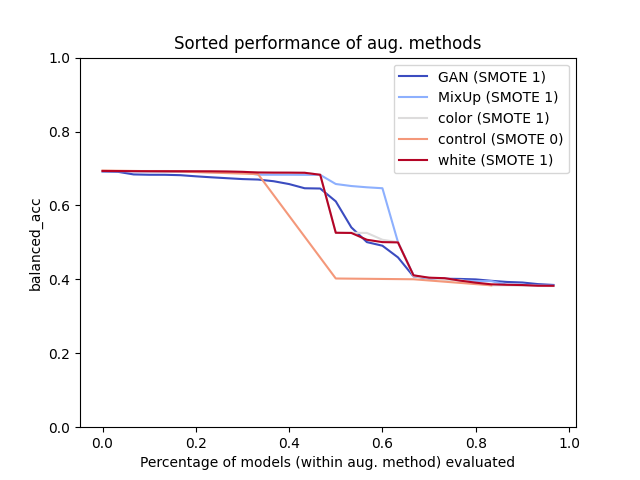 Sorted performance of aug. methods
1.0
0.8
0.6
0.4
0.2
0.0
balanced_acc
GAN (SMOTE 1)
MixUp (SMOTE 1)
color (SMOTE 1)
control (SMOTE 0)
white (SMOTE 1)
0.0 0.2 0.4 0.6 0.8 1.0
Percentage of models (within aug. method) evaluated